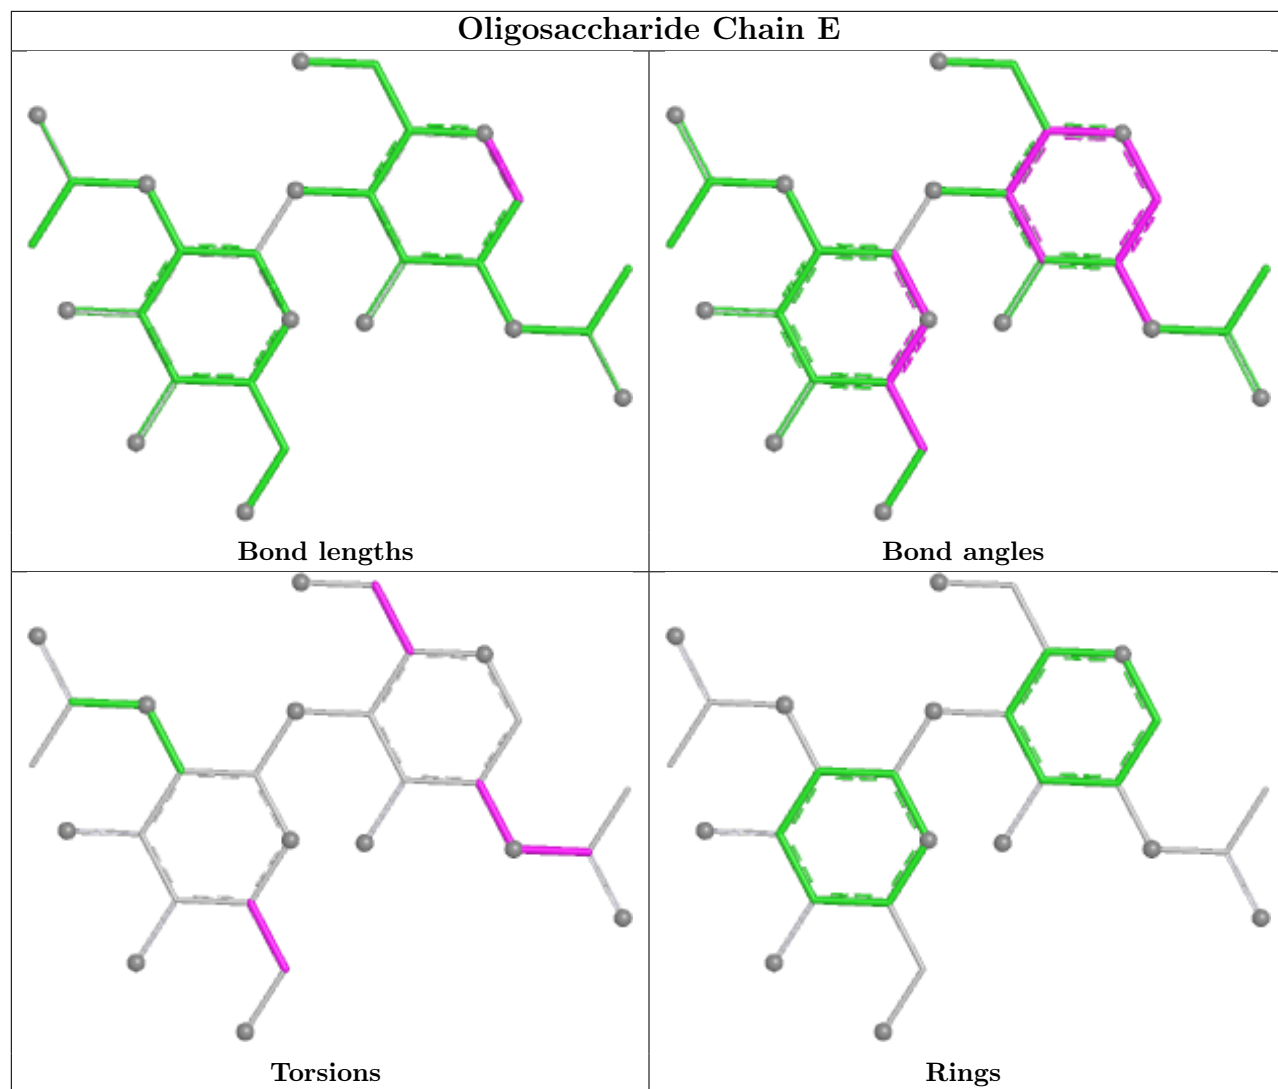 Oligosaccharide Chain E
Bond lengths
Bond angles
Torsions
Rings